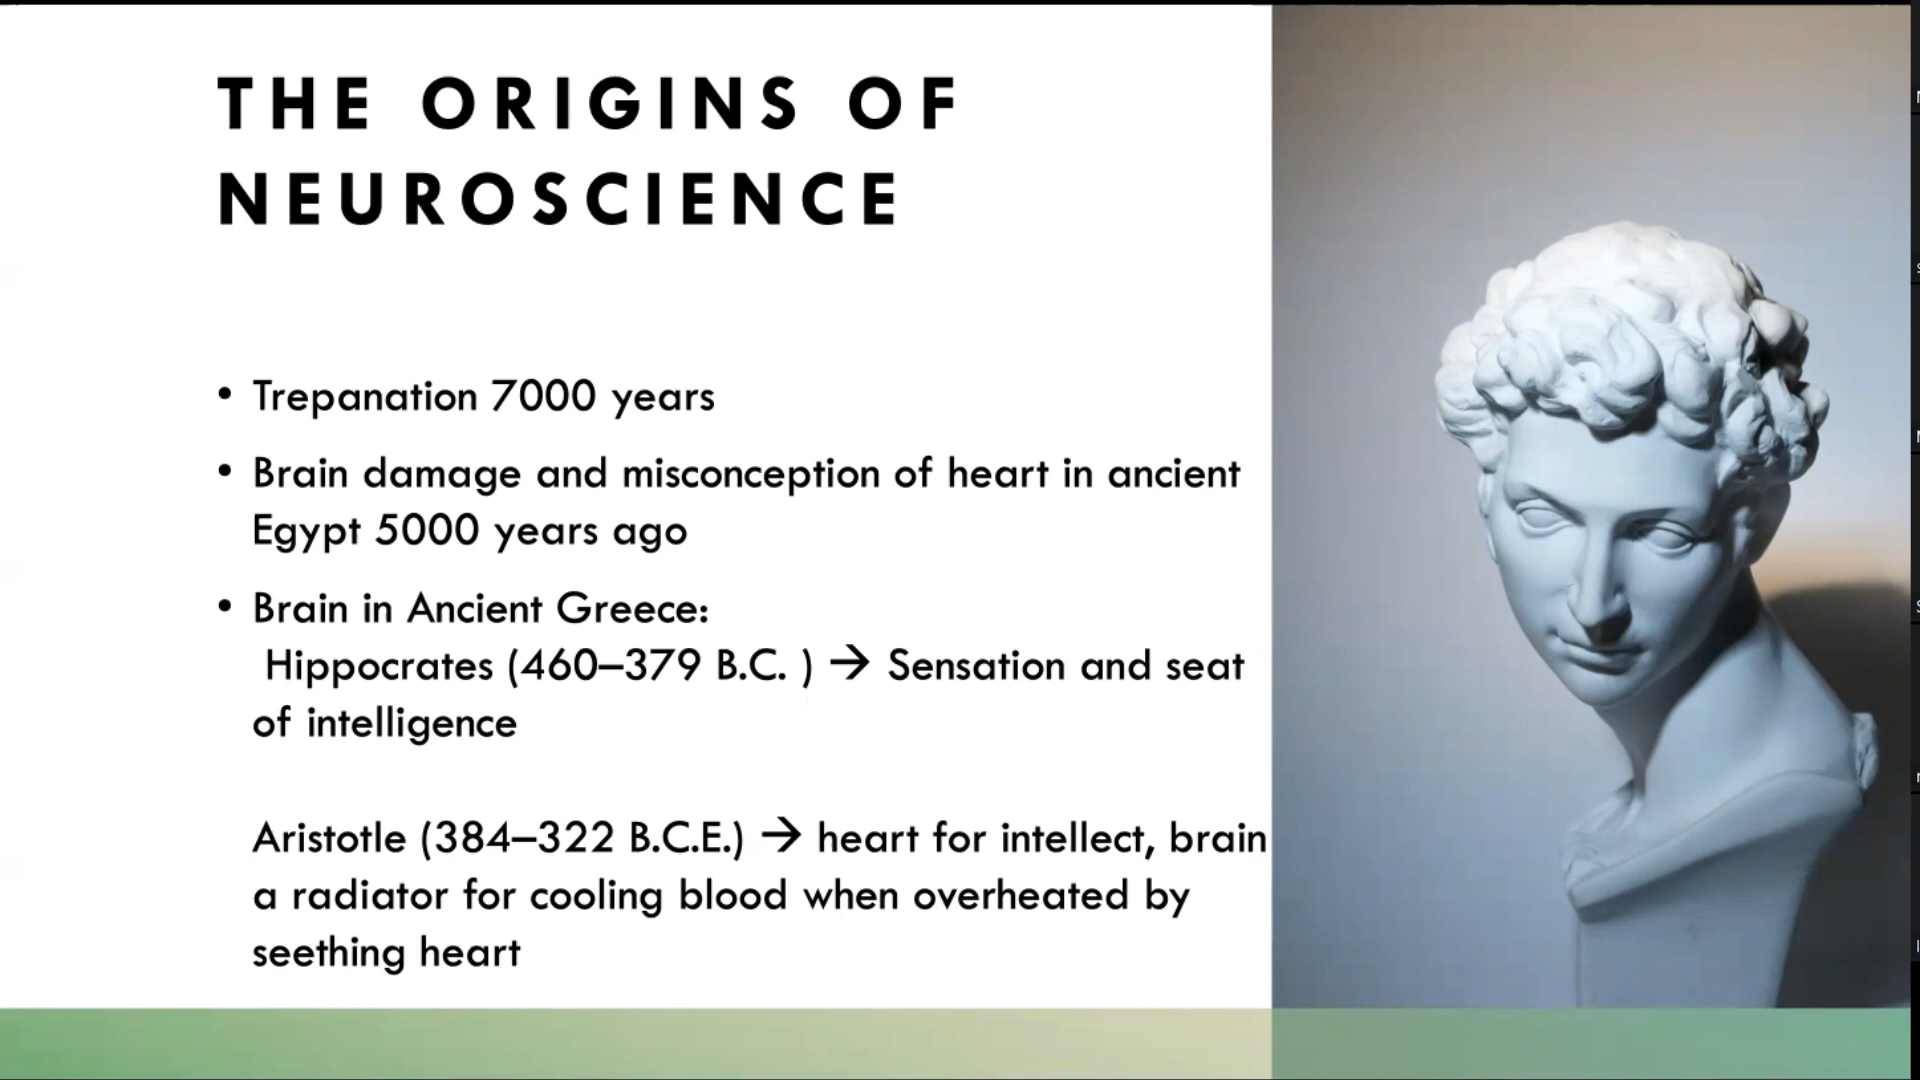 THE ORIGINS OF
NEUROSCIENCE
• Trepanation 7000 years
• Brain damage and misconception of heart in ancient
Egypt 5000 years ago
• Brain in Ancient Greece:
Hippocrates (460–379 B.C. ) → Sensation and seat
of intelligence
Aristotle (384–322 B.C.E.) → heart for intellect, brain
a radiator for cooling blood when overheated by
seething heart